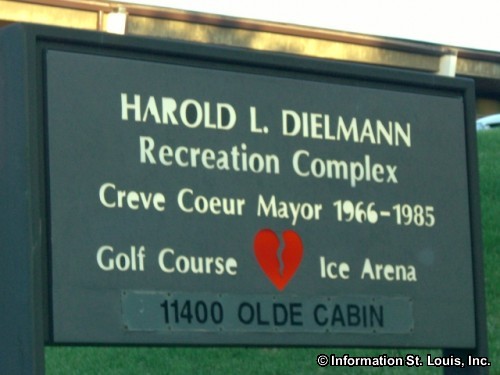 HAROLD L. DIELMANN
Recreation Complex
Creve Coeur Mayor 1966-1985
Golf Course Ice Arena
11400 OLDE CABIN
© Information St. Louis, Inc.